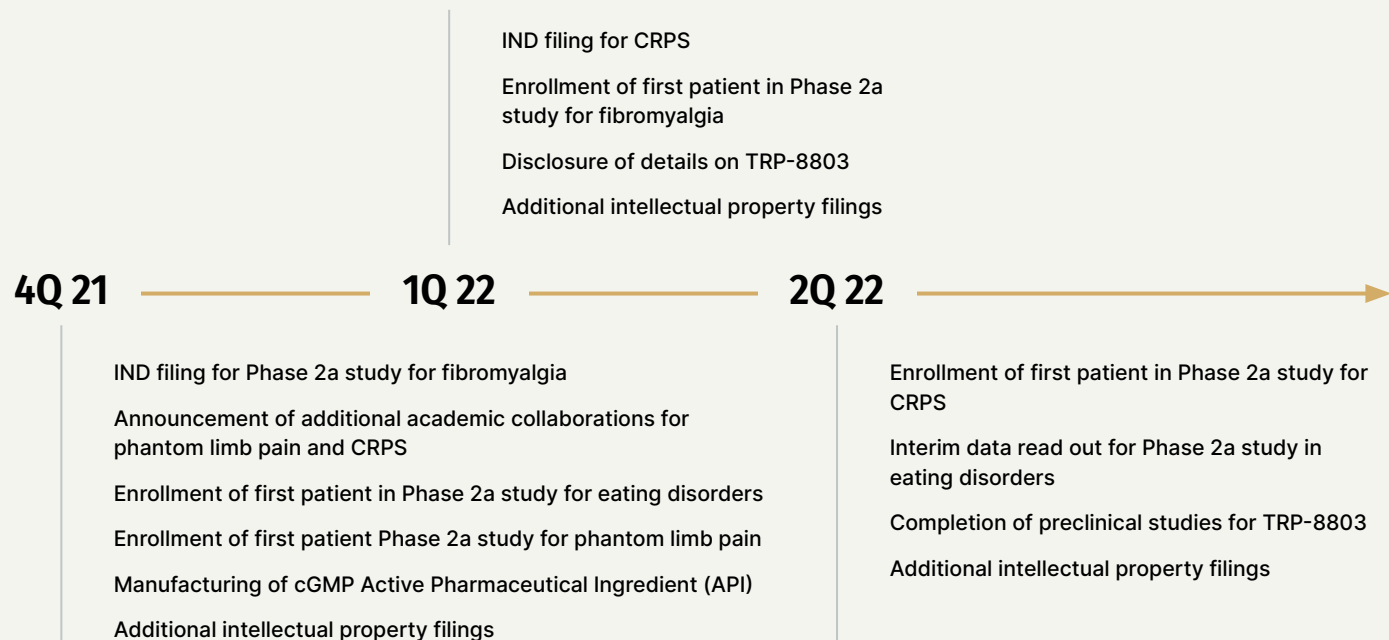 IND filing for CRPS
Enrollment of first patient in Phase 2a
study for fibromyalgia
Disclosure of details on TRP-8803
Additional intellectual property filings
4Q 21
1Q 22
2Q 22
IND filing for Phase 2a study for fibromyalgia
Announcement of additional academic collaborations for
phantom limb pain and CRPS
Enrollment of first patient in Phase 2a study for eating disorders
Enrollment of first patient Phase 2a study for phantom limb pain
Manufacturing of cGMP Active Pharmaceutical Ingredient (API)
Additional intellectual property filings
Enrollment of first patient in Phase 2a study for
CRPS
Interim data read out for Phase 2a study in
eating disorders
Completion of preclinical studies for TRP-8803
Additional intellectual property filings